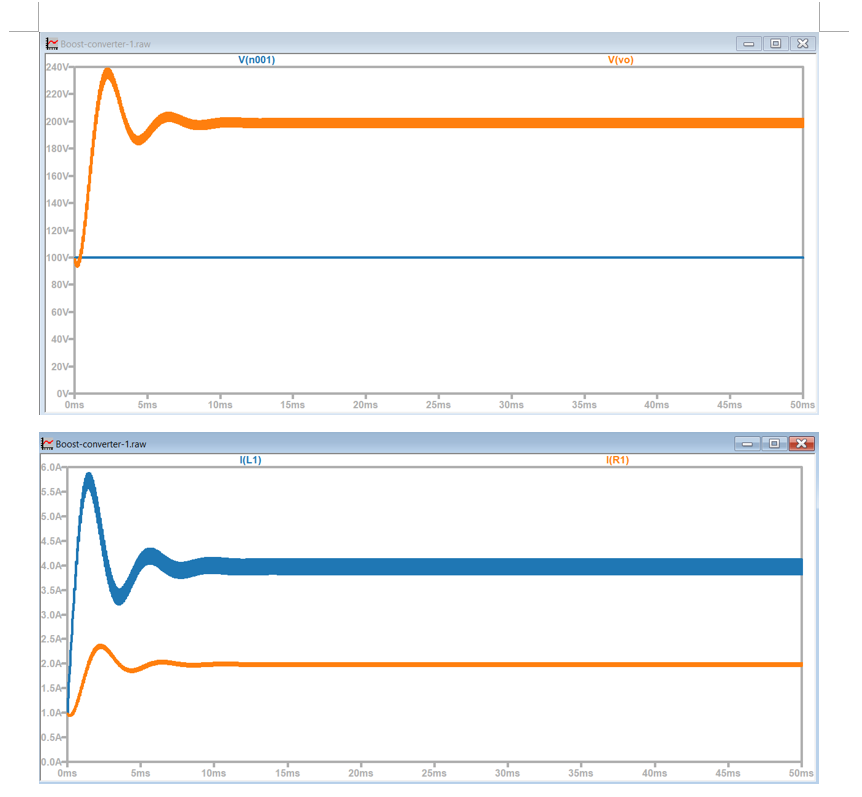 Boost-converter-1.raw
V(n001) V(vo)
240V
220V
200V
180V
160V
140V
120V
100V
80V
60V
40V
20V
0V
0ms 5ms 10ms 15ms 20ms 25ms 30ms 35ms 40ms 45ms 50ms
Boost-converter-1.raw
I(L1) I(R1)
6.0A
5.5A
5.0A
4.5A
4.0A
3.5A
3.0A
2.5A
2.0A
1.5A
1.0A
0.5A
0.0A
0ms 5ms 10ms 15ms 20ms 25ms 30ms 35ms 40ms 45ms 50ms